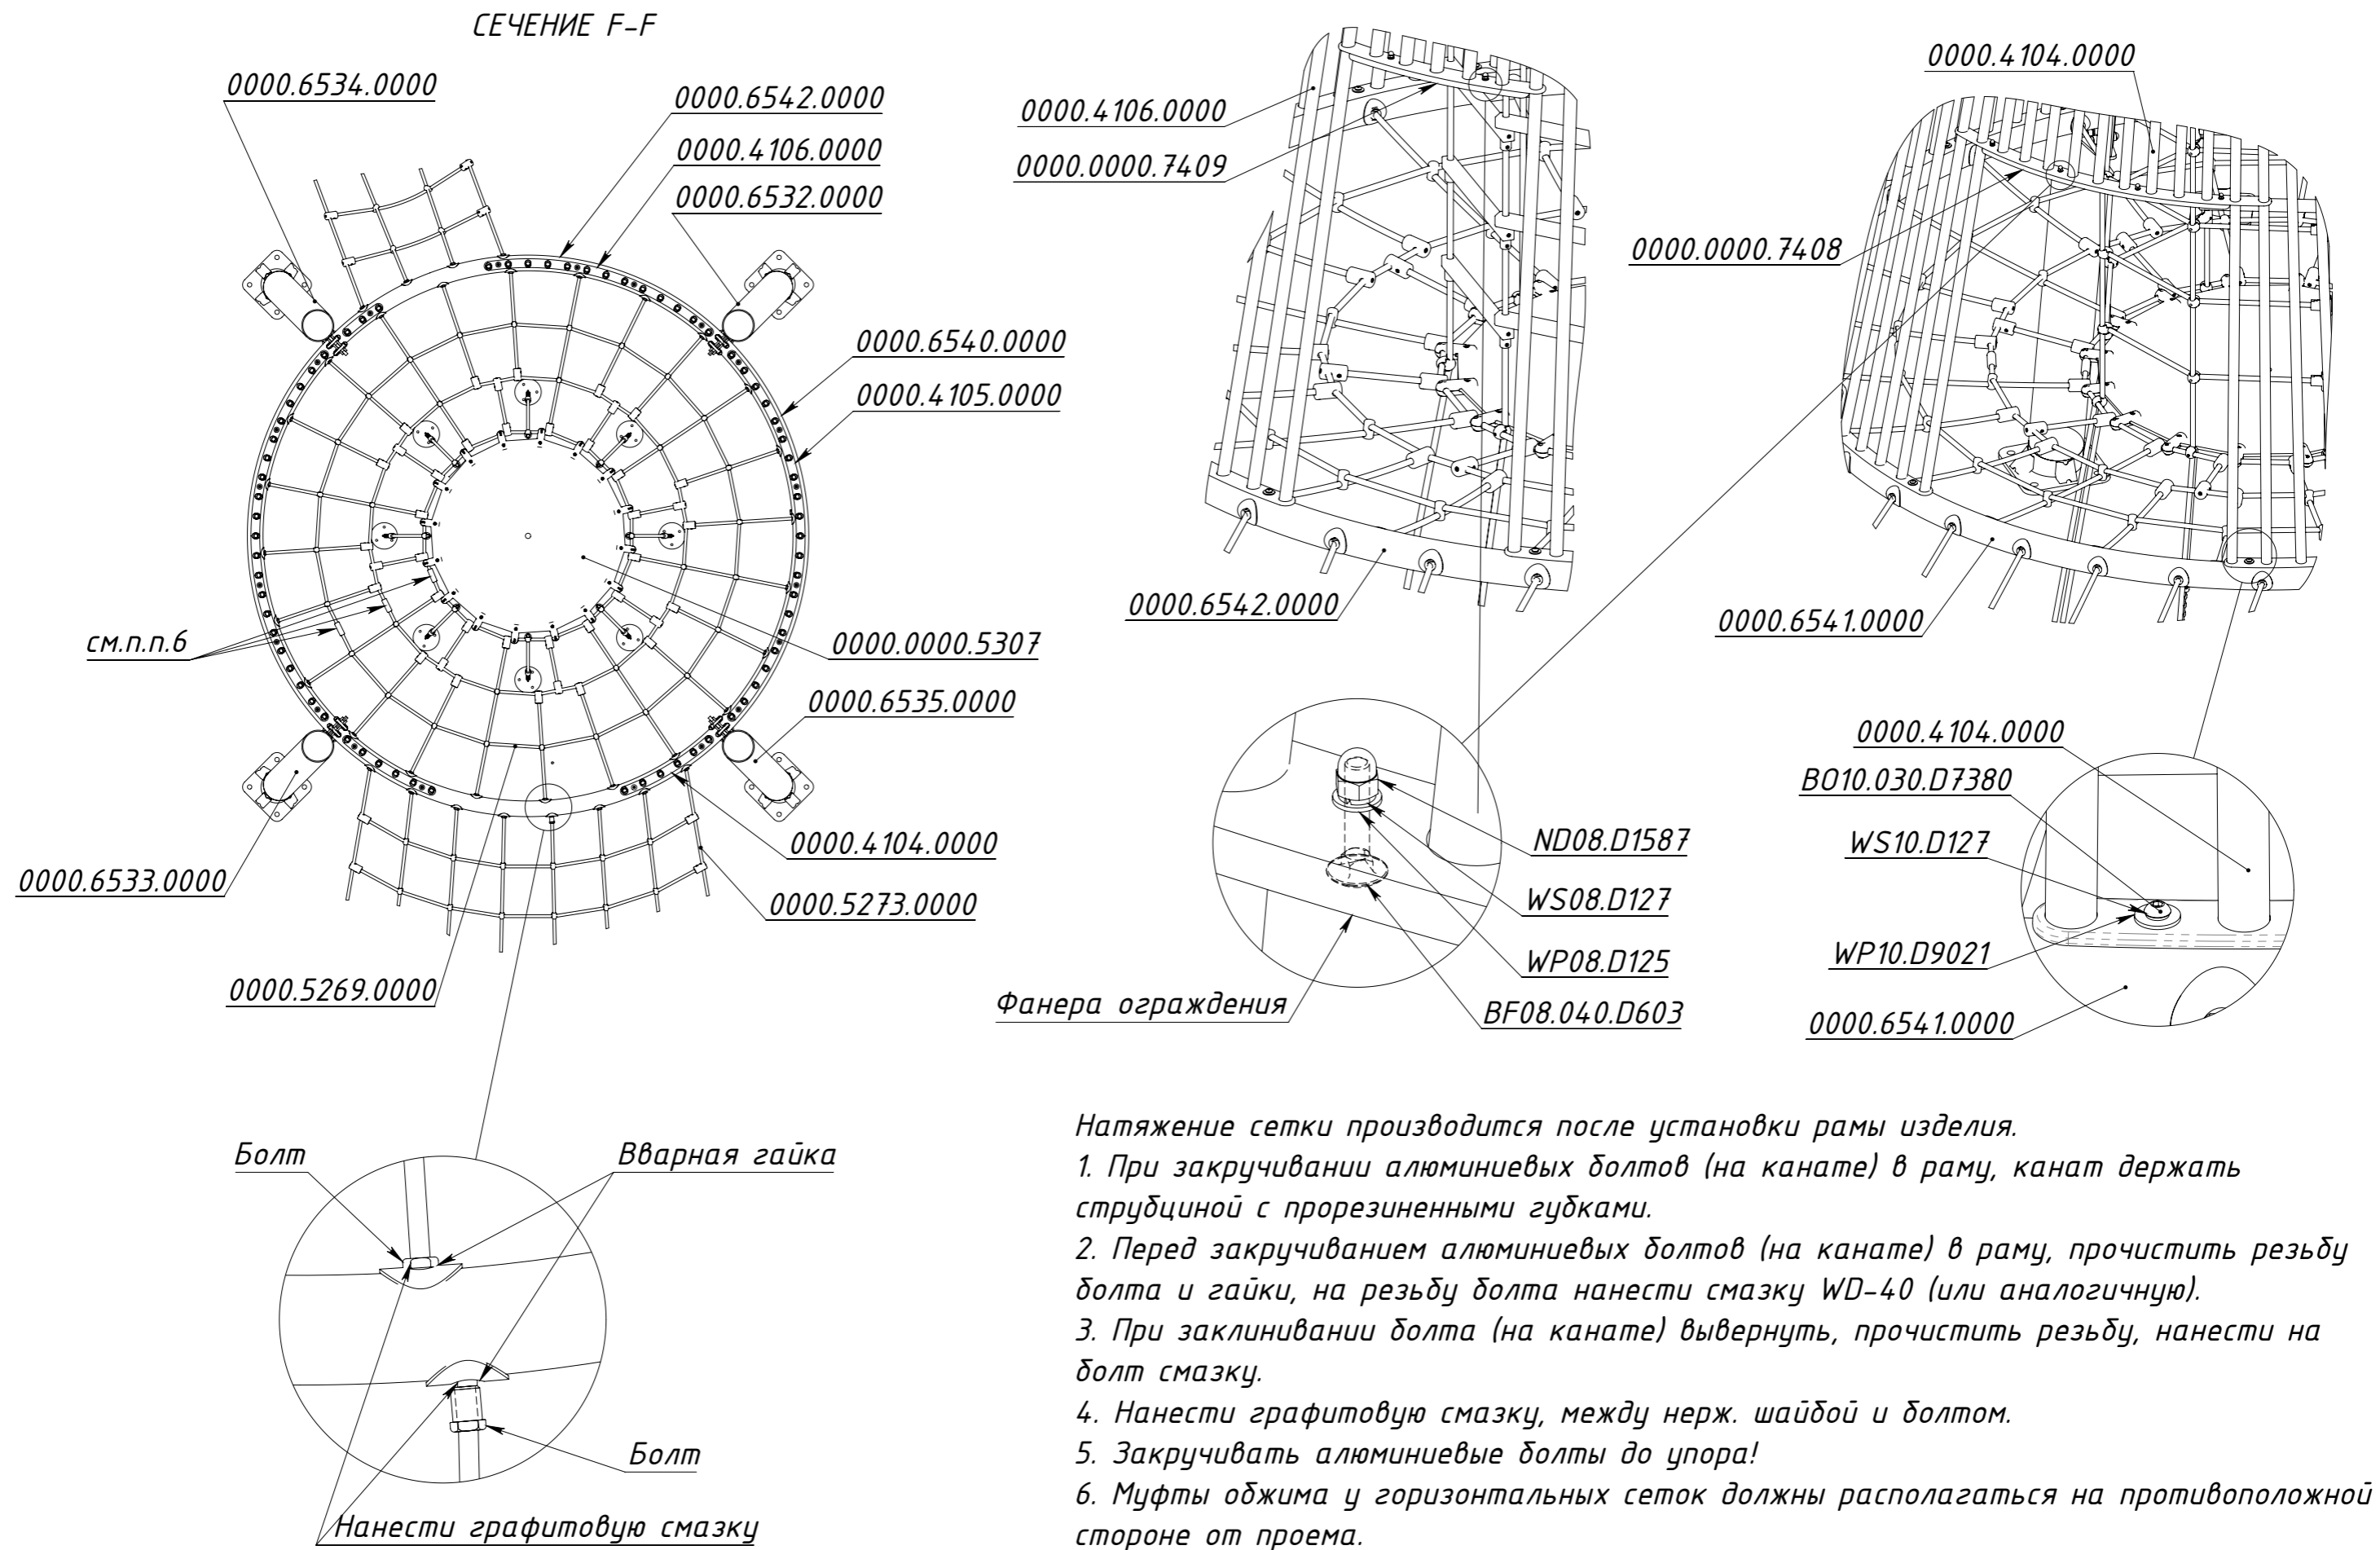 СЕЧЕНИЕ F-F
0000.6534.0000
0000.6542.0000
0000.4106.0000
0000.6532.0000
0000.6540.0000
0000.4105.0000
см.п.п.6
0000.0000.5307
0000.6535.0000
0000.4104.0000
0000.6533.0000
0000.5273.0000
0000.5269.0000
Болт
Вварная гайка
Болт
Нанести графитовую смазку
0000.4106.0000
0000.0000.7409
0000.6542.0000
0000.4104.0000
0000.0000.7408
0000.6541.0000
ND08.D1587
WS08.D127
WP08.D125
BF08.040.D603
Фанера ограждения
0000.4104.0000
BO10.030.D7380
WS10.D127
WP10.D9021
0000.6541.0000
Натяжение сетки производится после установки рамы изделия.
1. При закручивании алюминиевых болтов (на канате) в раму, канат держать
струбциной с прорезиненными губками.
2. Перед закручиванием алюминиевых болтов (на канате) в раму, прочистить резьбу
болта и гайки, на резьбу болта нанести смазку WD-40 (или аналогичную).
3. При заклинивании болта (на канате) вывернуть, прочистить резьбу, нанести на
болт смазку.
4. Нанести графитовую смазку, между нерж. шайбой и болтом.
5. Закручивать алюминиевые болты до упора!
6. Муфты обжима у горизонтальных сеток должны располагаться на противоположной
стороне от проема.